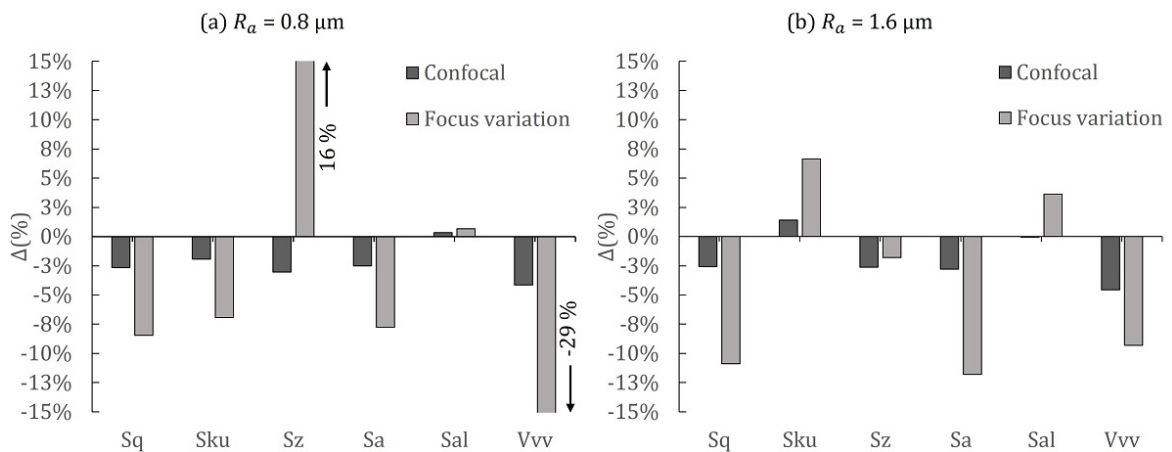 (a) Ra = 0.8 μm
15%
13%
10%
8%
5%
3%
0%
-3%
-5%
-8%
-10%
-13%
-15%
Δ(%)
Confocal
Focus variation
16 %
-29 %
Sq Sku Sz Sa Sal Vvv
(b) Ra = 1.6 μm
15%
13%
10%
8%
5%
3%
0%
-3%
-5%
-8%
-10%
-13%
-15%
Δ(%)
Confocal
Focus variation
Sq Sku Sz Sa Sal Vvv